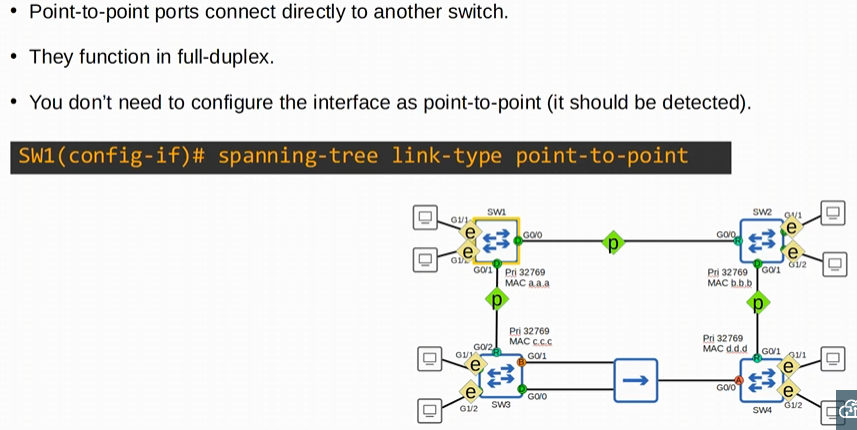 • Point-to-point ports connect directly to another switch.
• They function in full-duplex.
• You don't need to configure the interface as point-to-point (it should be detected).
SW1(config-if)# spanning-tree link-type point-to-point
SW1
SW2
G1/1
G0/0
G0/0
G1/1
e
D
p
R
e
e
e
G1/2
G0/1
D
Pri 32769
MAC a.a.a
Pri 32769
MAC b.b.b
D
G0/1
G1/2
p
p
Pri 32769
MAC c.c.c
Pri 32769
MAC d.d.d
G0/2
R
G1/1
G0/1
B
R
G0/1
G1/1
e
e
A
e
D
G0/0
G0/0
e
G1/2
SW3
SW4
G1/2